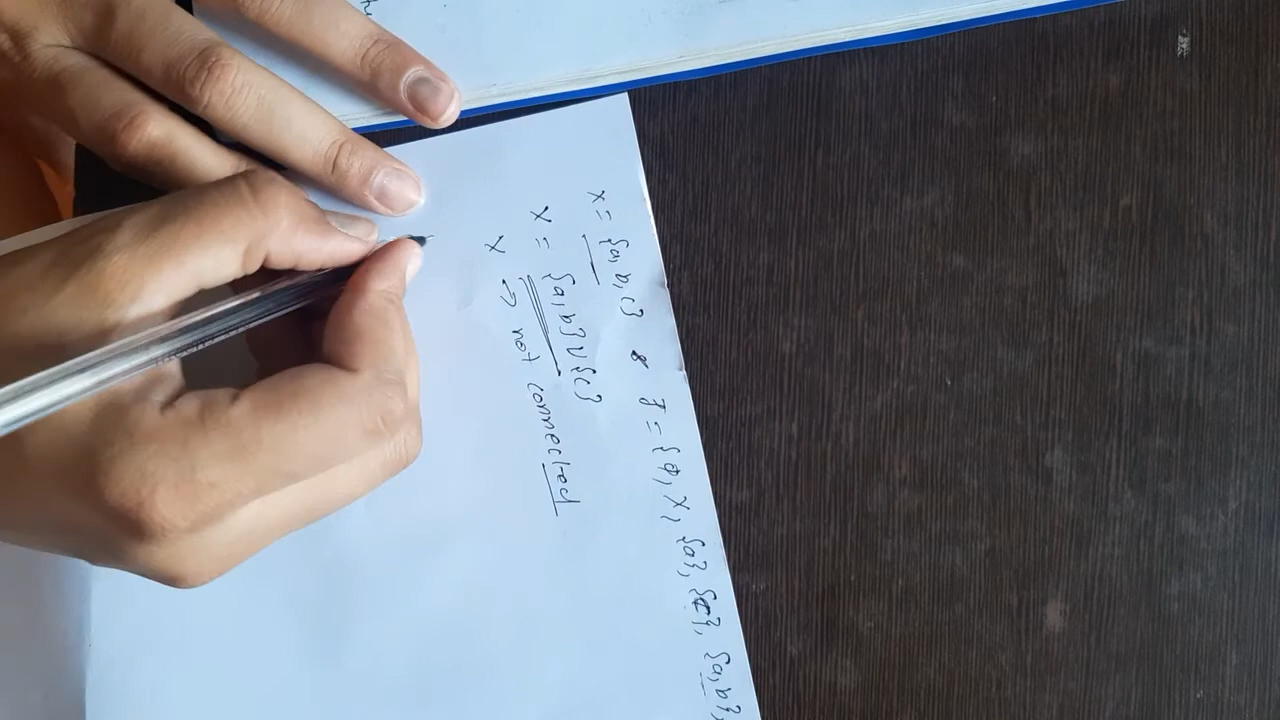 X = {a, b, c} & J = {φ, X, {a}, {c}, {a, b},
X = {a, b} ∪ {c}
X → not connected